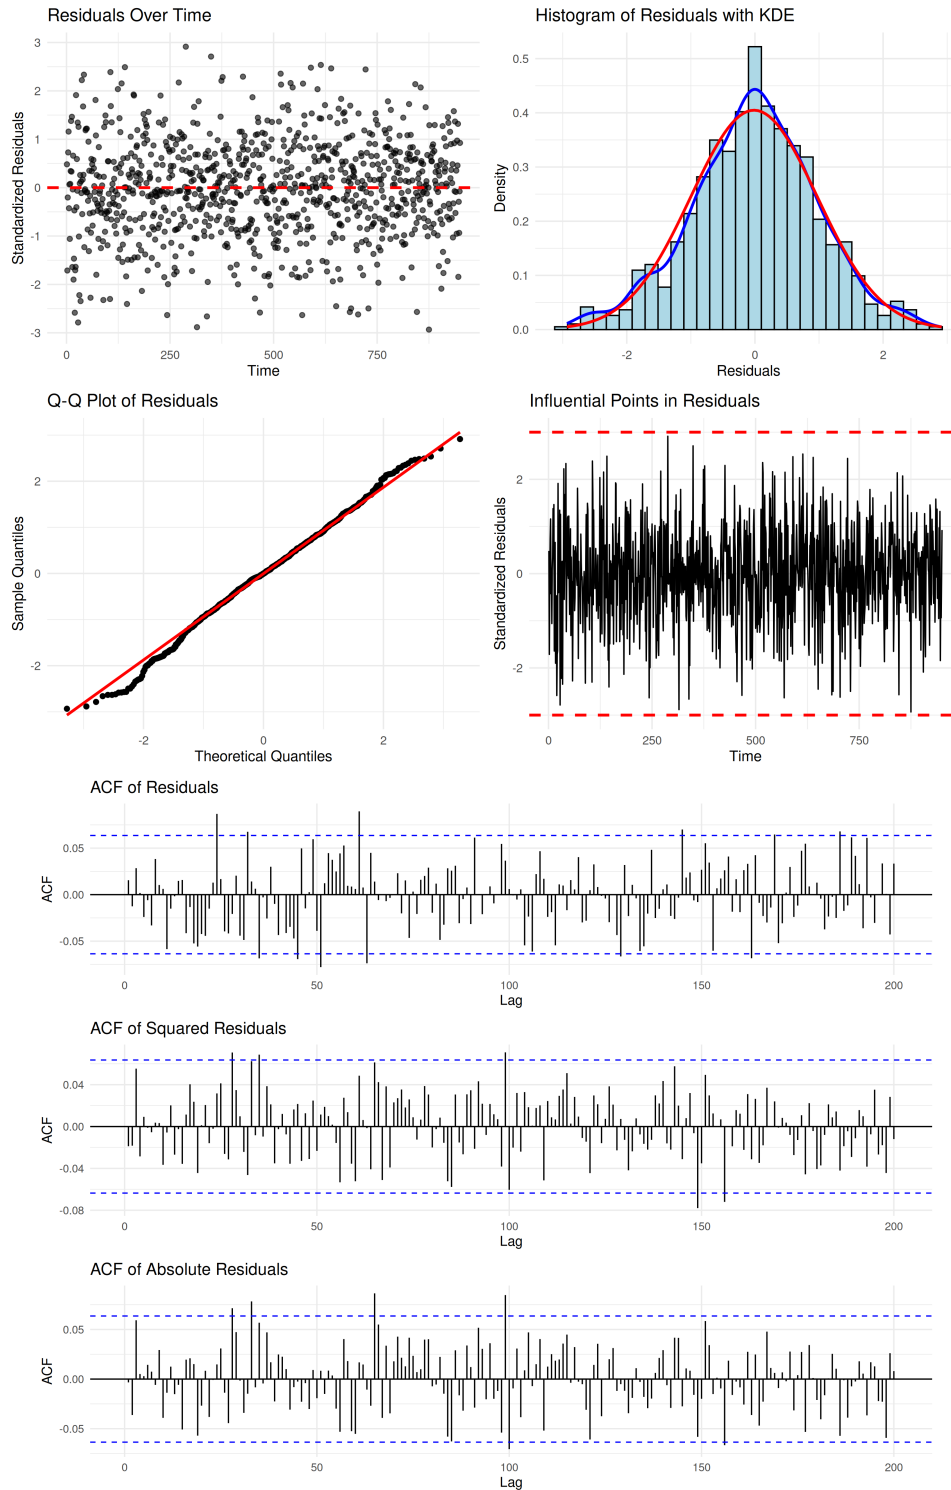 Residuals Over Time
Standardized Residuals
3
2
1
0
-1
-2
-3
0 250 500 750
Time
Histogram of Residuals with KDE
Density
0.5
0.4
0.3
0.2
0.1
0.0
-2 0 2
Residuals
Q-Q Plot of Residuals
Sample Quantiles
2
0
-2
-2 0 2
Theoretical Quantiles
Influential Points in Residuals
Standardized Residuals
2
0
-2
0 250 500 750
Time
ACF of Residuals
ACF
0.05
0.00
-0.05
0 50 100 150 200
Lag
ACF of Squared Residuals
ACF
0.04
0.00
-0.04
-0.08
0 50 100 150 200
Lag
ACF of Absolute Residuals
ACF
0.05
0.00
-0.05
0 50 100 150 200
Lag